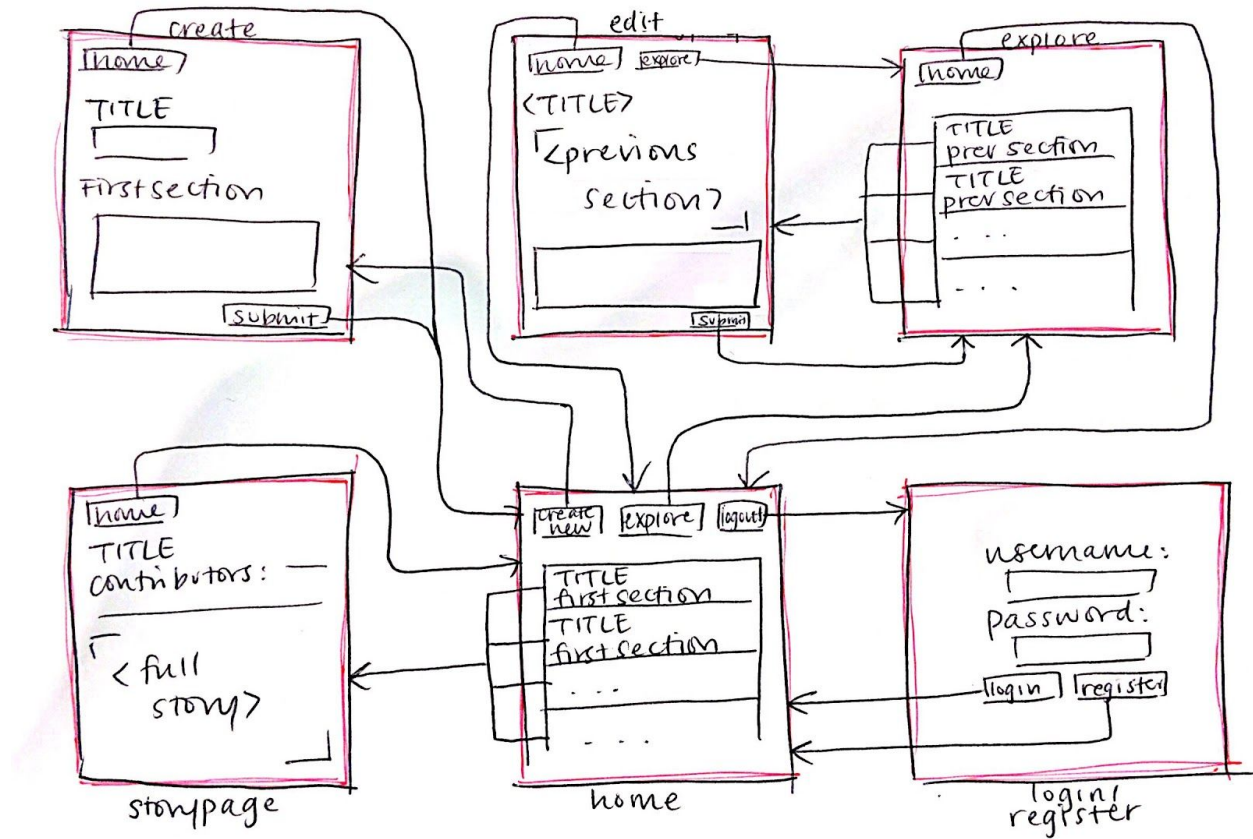 create
home
TITLE
First section
submit
edit
home explore
<TITLE>
<previous
section>
submit
explore
home
TITLE
prev section
TITLE
prev section
...
...
home
TITLE
contributors:
<full
story>
storypage
create
new
explore
logout
TITLE
first section
TITLE
first section
...
...
home
username:
password:
login register
login/
register